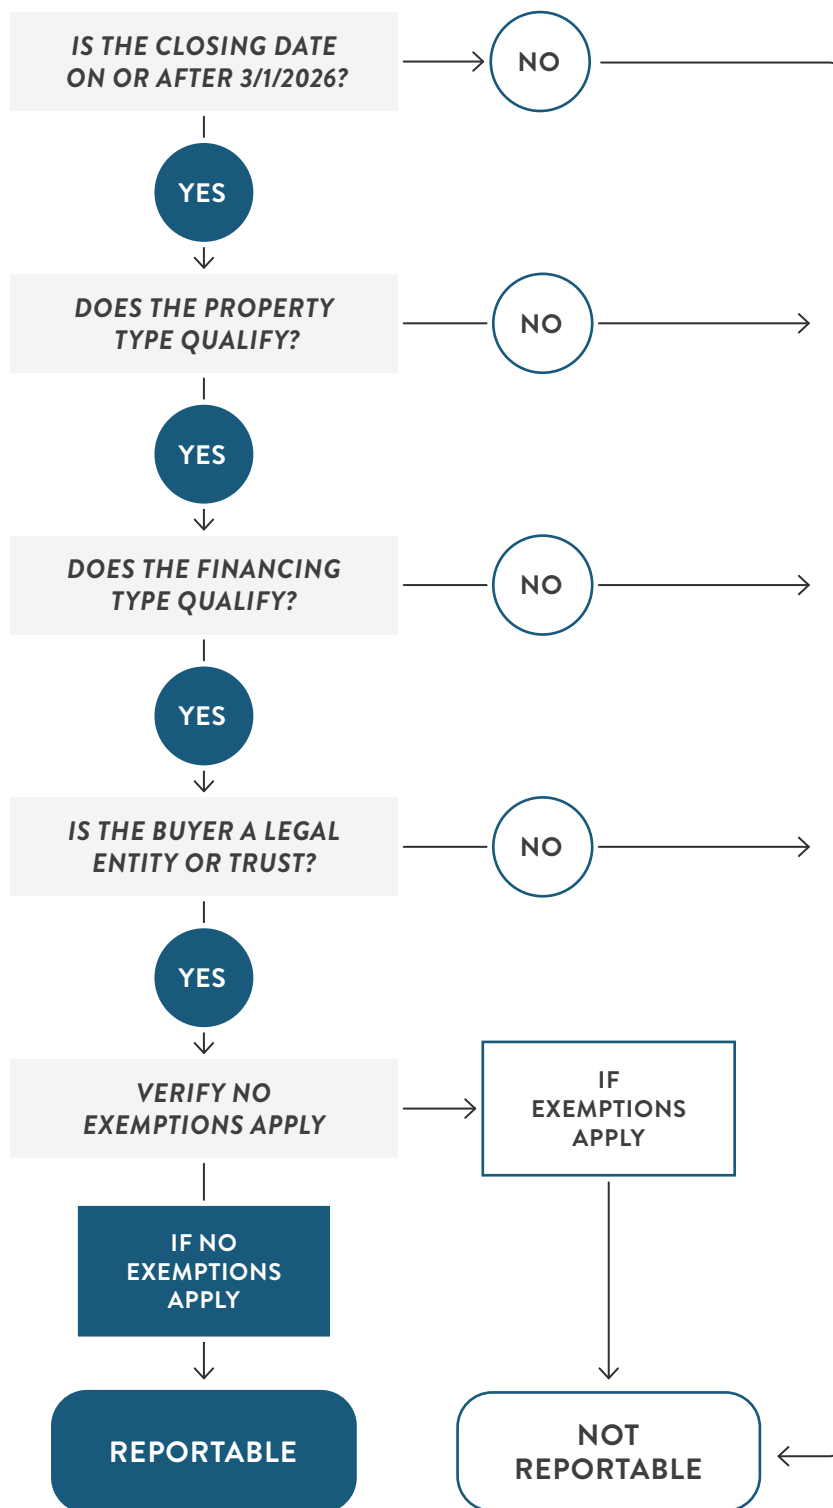 IS THE CLOSING DATE
ON OR AFTER 3/1/2026?
NO
YES
DOES THE PROPERTY
TYPE QUALIFY?
NO
YES
DOES THE FINANCING
TYPE QUALIFY?
NO
YES
IS THE BUYER A LEGAL
ENTITY OR TRUST?
NO
YES
VERIFY NO
EXEMPTIONS APPLY
IF
EXEMPTIONS
APPLY
IF NO
EXEMPTIONS
APPLY
REPORTABLE
NOT
REPORTABLE